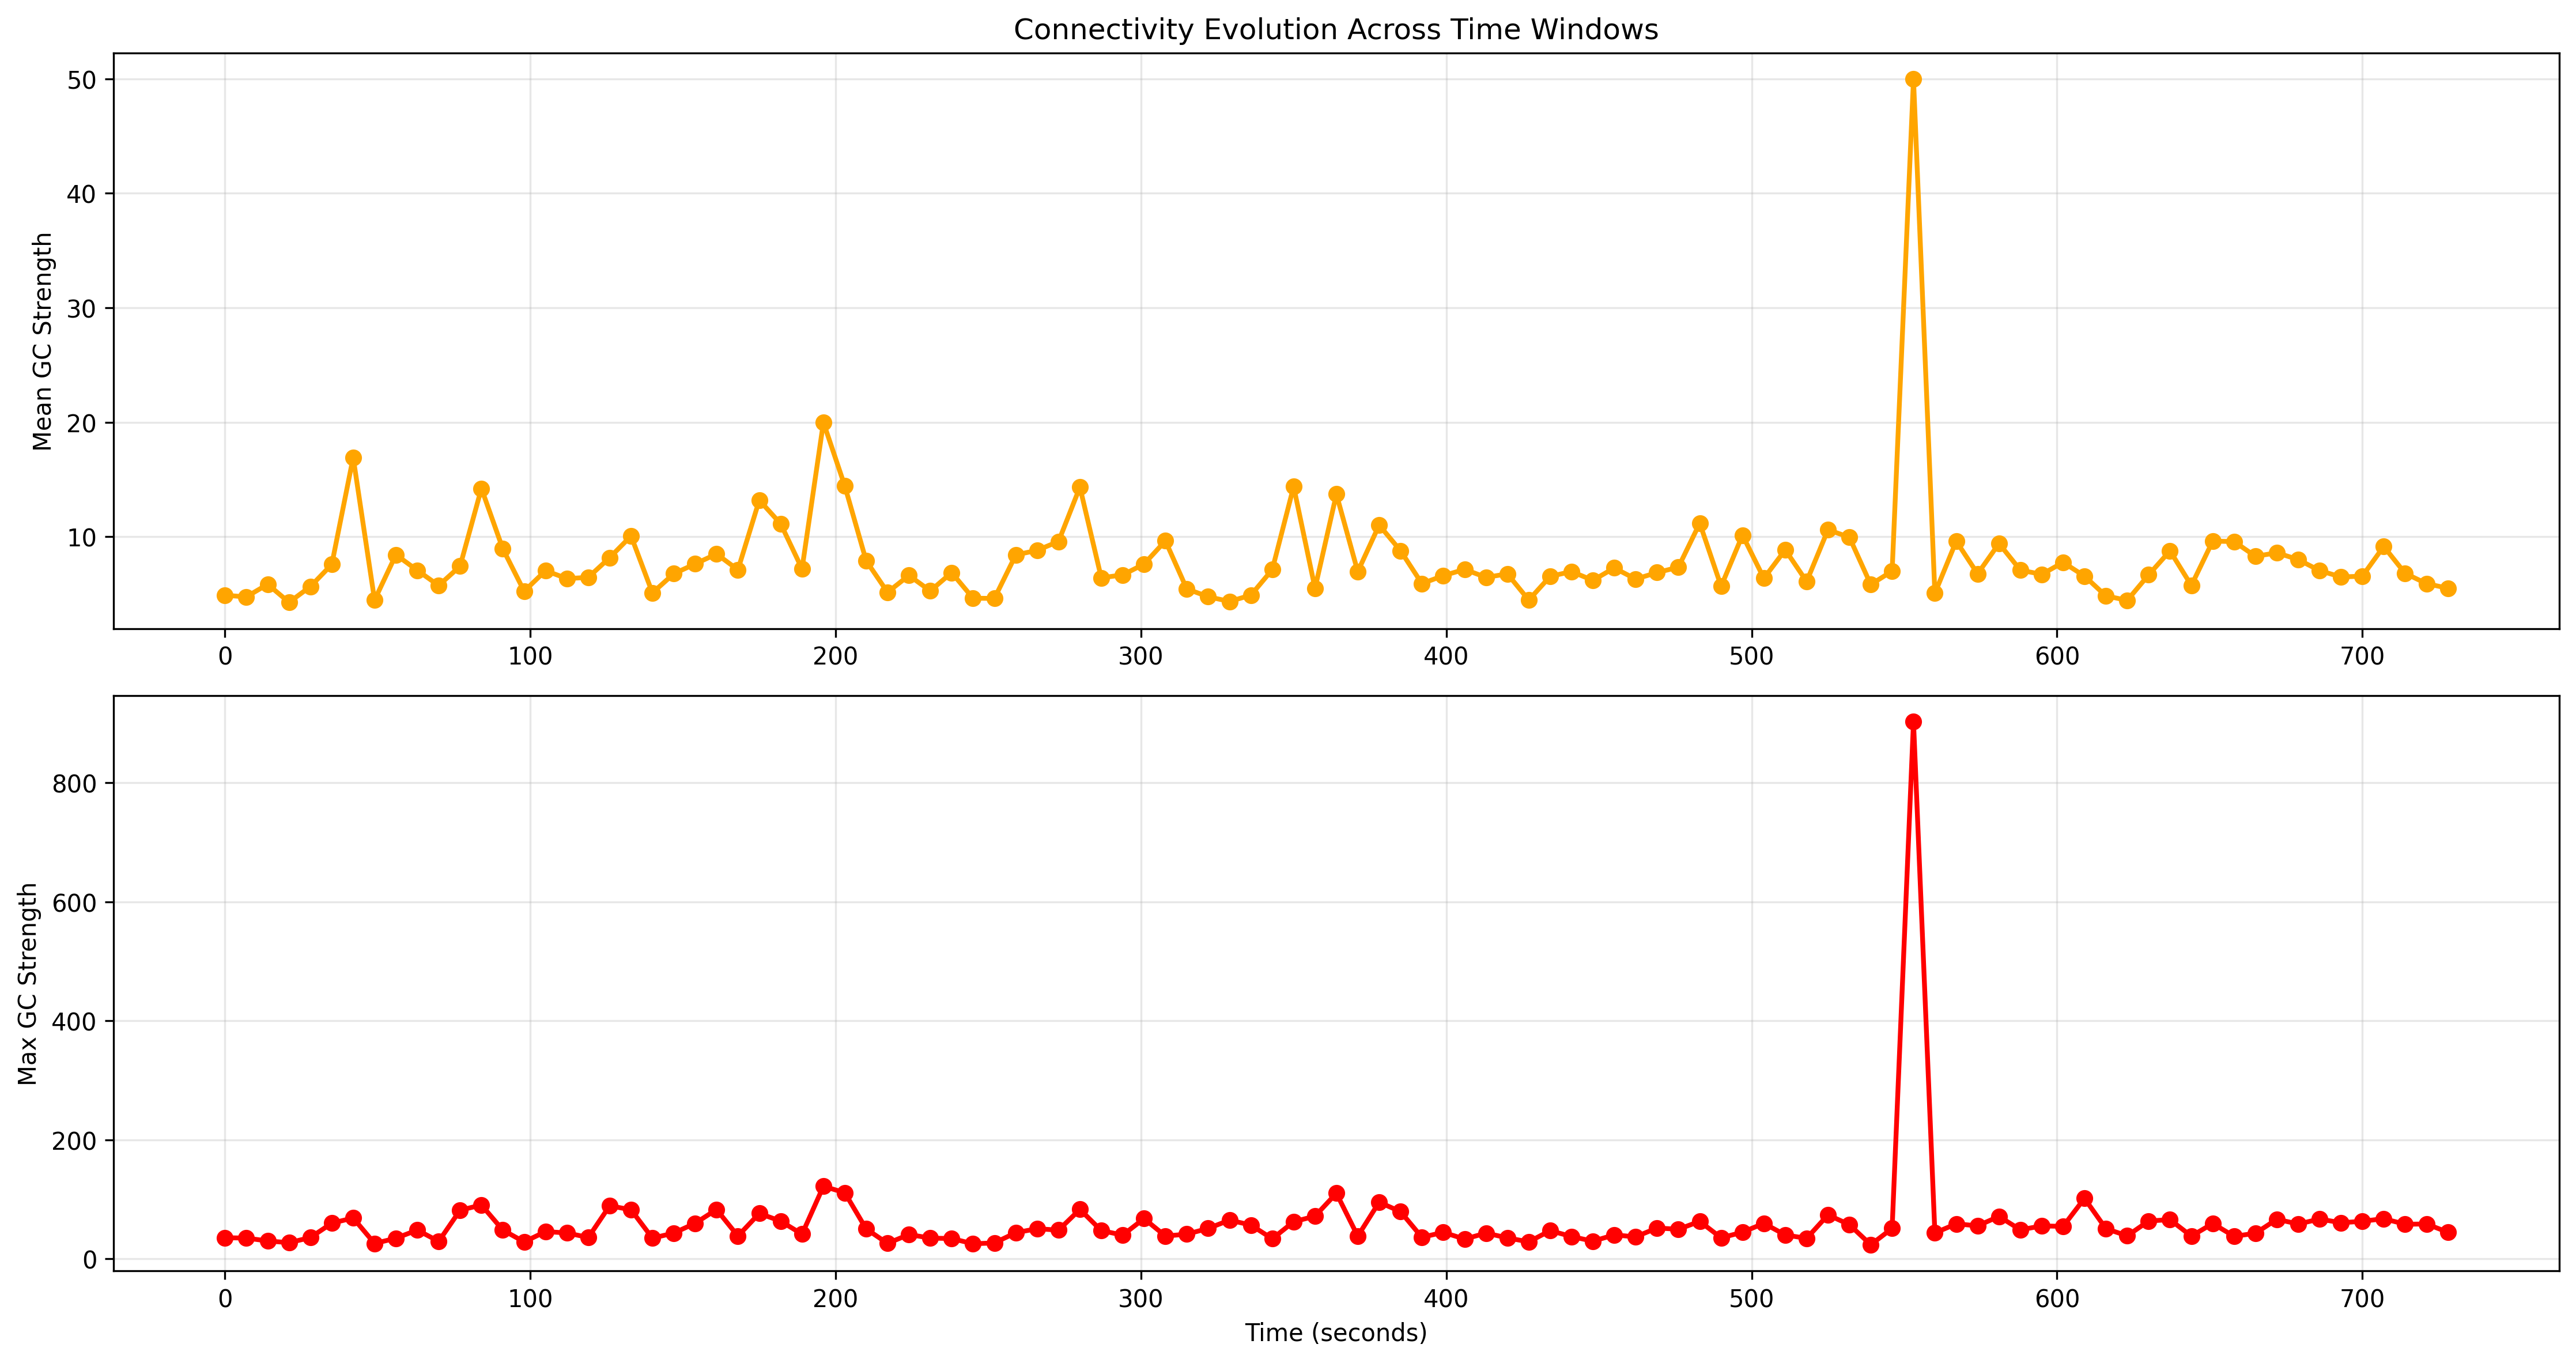 Connectivity Evolution Across Time Windows
Mean GC Strength
50
40
30
20
10
0 100 200 300 400 500 600 700
Max GC Strength
800
600
400
200
0
0 100 200 300 400 500 600 700
Time (seconds)